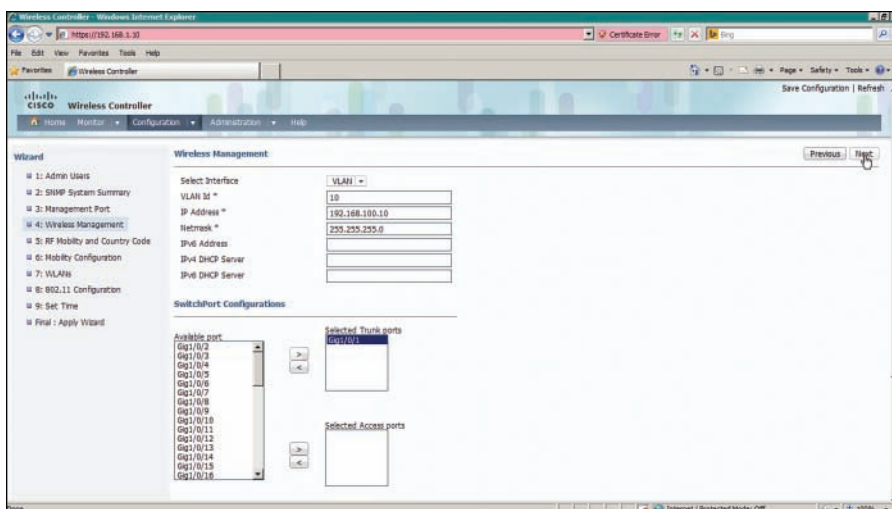 Wireless Controller - Windows Internet Explorer
https://192.168.1.10
Certificate Error
Bing
File Edit View Favorites Tools Help
Favorites Wireless Controller
Page Safety Tools
Save Configuration | Refresh
CISCO Wireless Controller
Home Monitor Configuration Administration Help
Wizard
1: Admin Users
2: SNMP System Summary
3: Management Port
4: Wireless Management
5: RF Mobility and Country Code
6: Mobility Configuration
7: WLANs
8: 802.11 Configuration
9: Set Time
Final : Apply Wizard
Wireless Management
Previous Next
Select Interface VLAN
VLAN Id * 10
IP Address * 192.168.100.10
Netmask * 255.255.255.0
IPv6 Address
IPv4 DHCP Server
IPv6 DHCP Server
SwitchPort Configurations
Available port
Gig1/0/2
Gig1/0/3
Gig1/0/4
Gig1/0/5
Gig1/0/6
Gig1/0/7
Gig1/0/8
Gig1/0/9
Gig1/0/10
Gig1/0/11
Gig1/0/12
Gig1/0/13
Gig1/0/14
Gig1/0/15
Gig1/0/16
>
<
Selected Trunk ports
Gig1/0/1
>
<
Selected Access ports
Done
Internet | Protected Mode: Off
100%